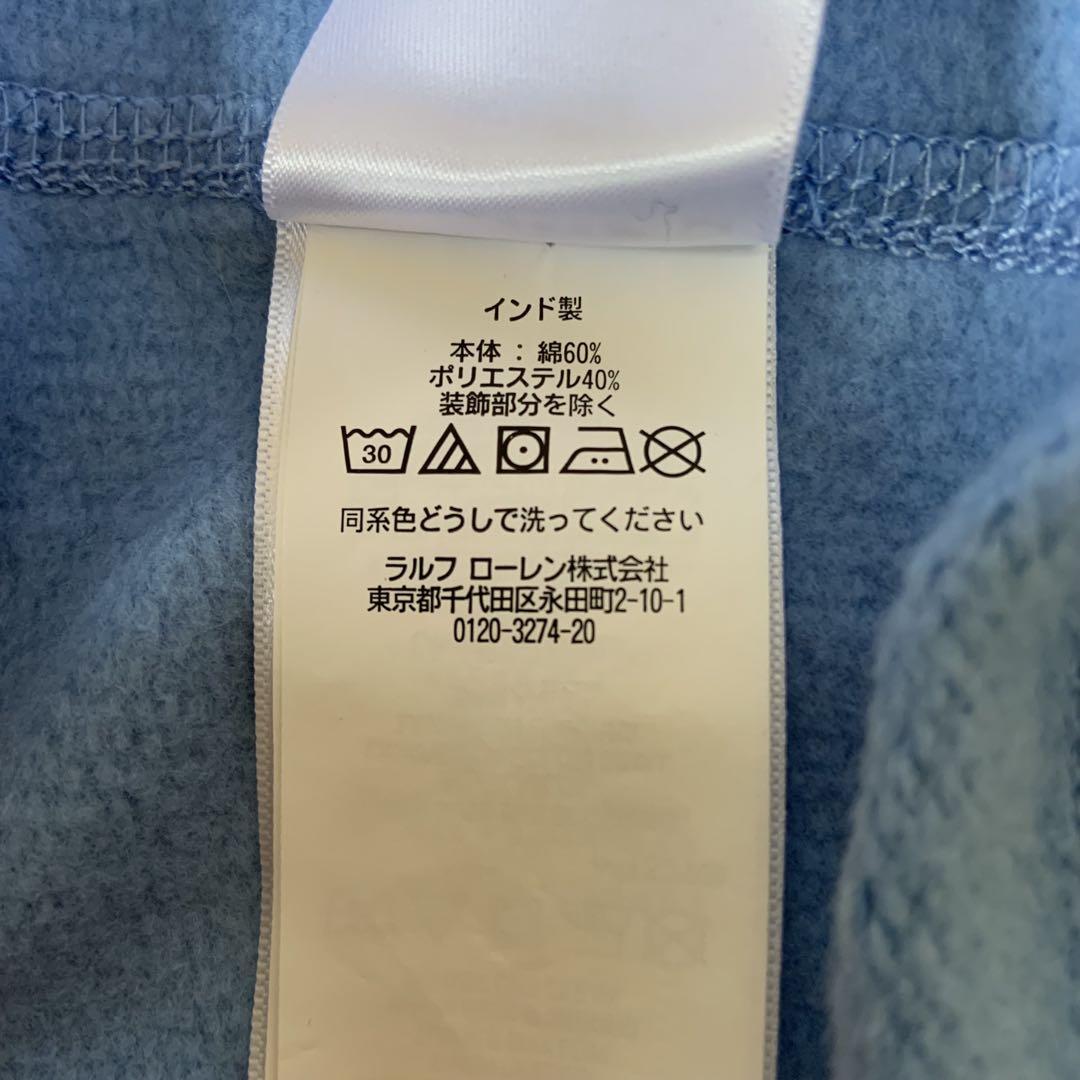 インド製
本体 : 綿60%
ポリエステル40%
装飾部分を除く
30
同系色どうしで洗ってください
ラルフ ローレン株式会社
東京都千代田区永田町2-10-1
0120-3274-20